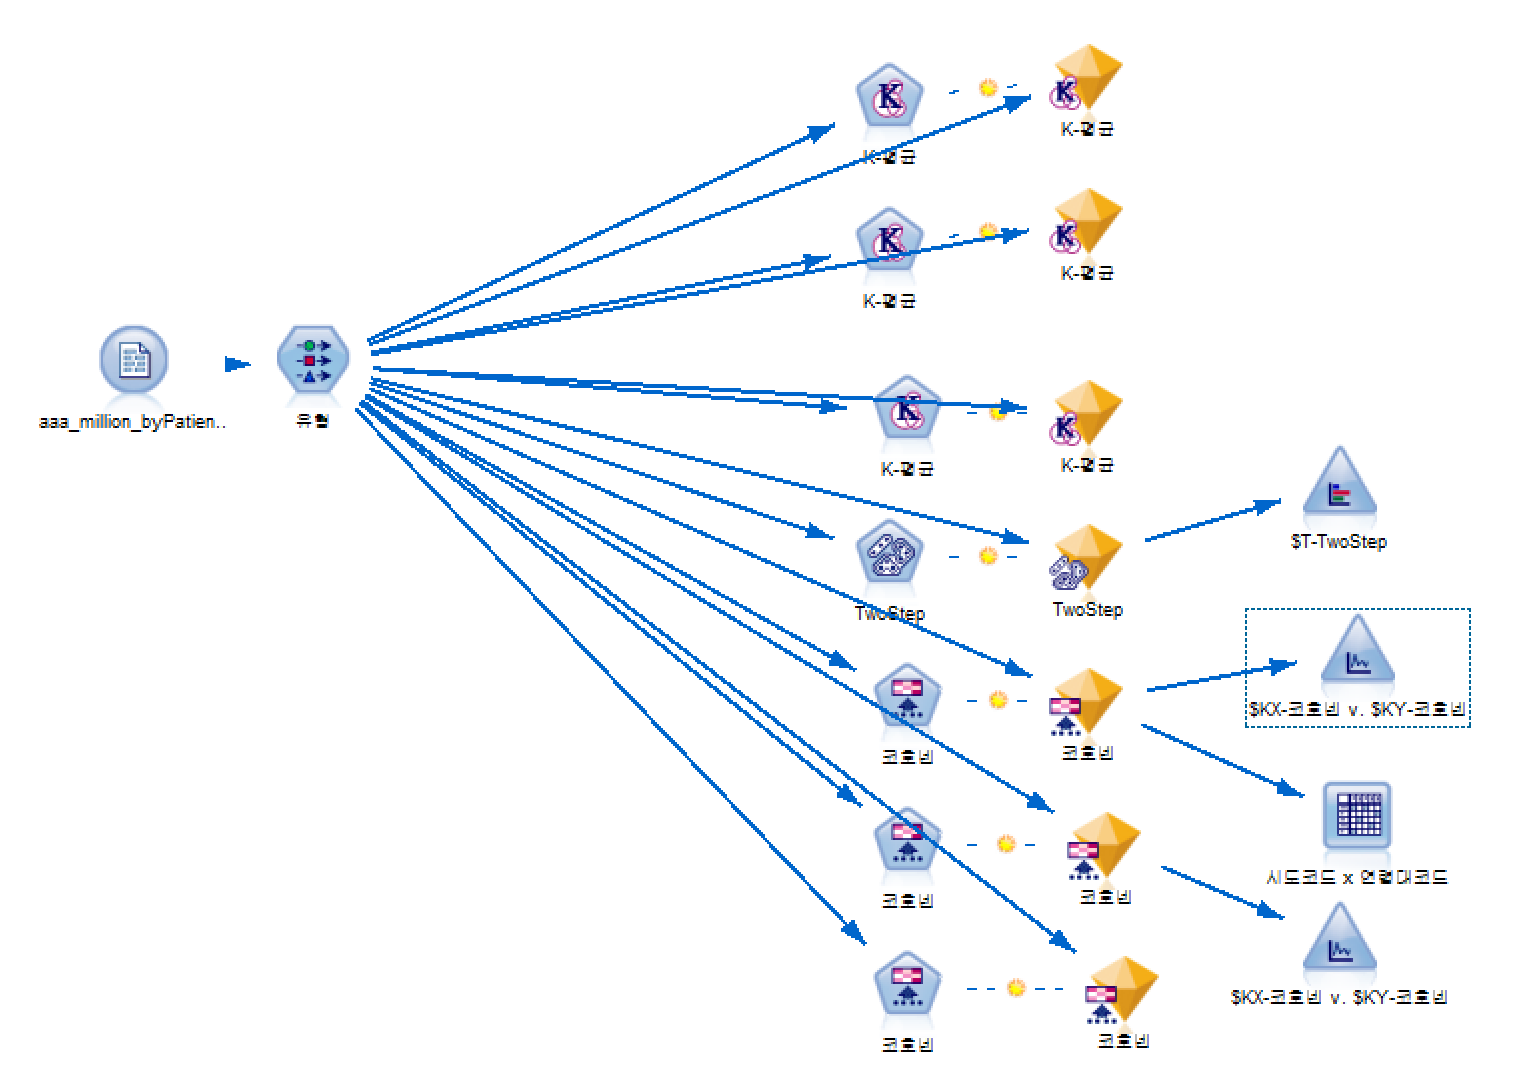 K-평균
K-평균
K-평균
K-평균
aaa_million_byPatien..
유형
K-평균
K-평균
$T-TwoStep
TwoStep
TwoStep
$KX-코호넨 v. $KY-코호넨
코호넨
코호넨
시도코드 x 연령대코드
코호넨
코호넨
$KX-코호넨 v. $KY-코호넨
코호넨
코호넨